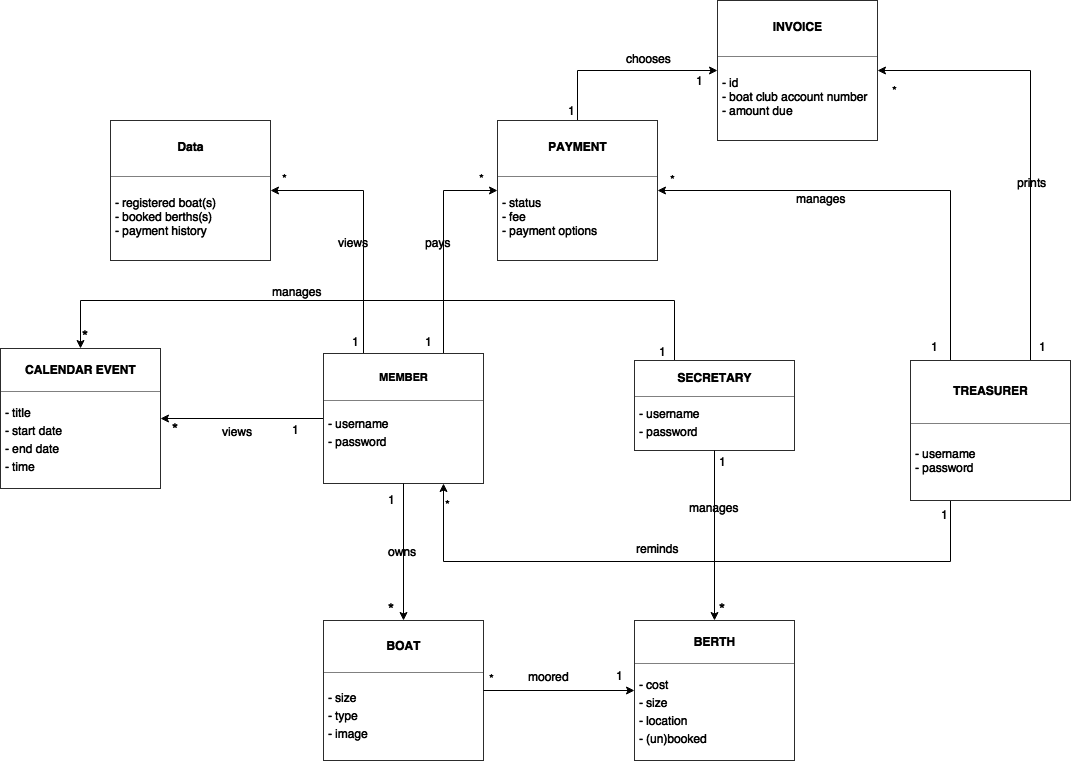 INVOICE
- id
- boat club account number
- amount due
chooses
1
1
*
prints
1
Data
- registered boat(s)
- booked berths(s)
- payment history
*
views
1
PAYMENT
- status
- fee
- payment options
*
pays
1
*
manages
1
manages
*
1
CALENDAR EVENT
- title
- start date
- end date
- time
*
views
1
MEMBER
- username
- password
SECRETARY
- username
- password
TREASURER
- username
- password
1
owns
*
*
reminds
1
1
manages
*
BOAT
- size
- type
- image
*
moored
1
BERTH
- cost
- size
- location
- (un)booked